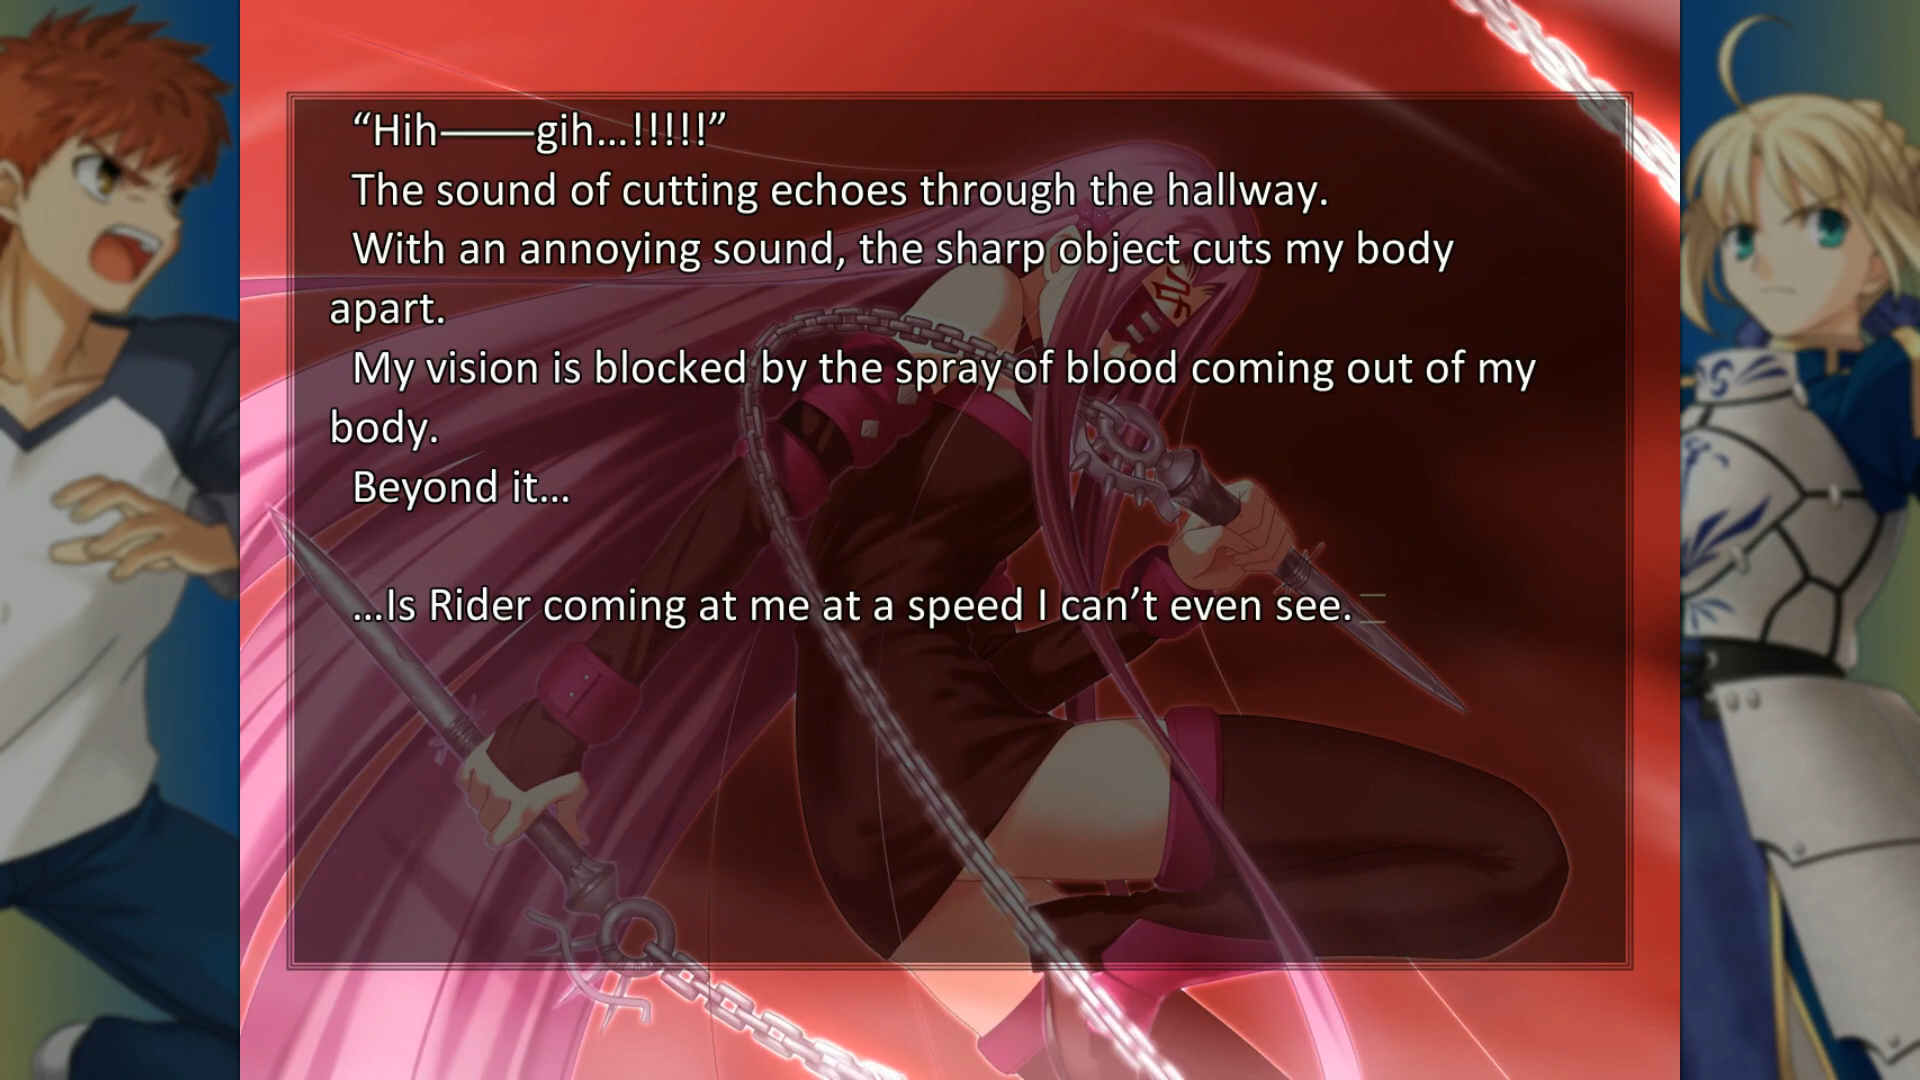 “Hih——gih...!!!!!”
The sound of cutting echoes through the hallway.
With an annoying sound, the sharp object cuts my body
apart.
My vision is blocked by the spray of blood coming out of my
body.
Beyond it...
...Is Rider coming at me at a speed I can’t even see.